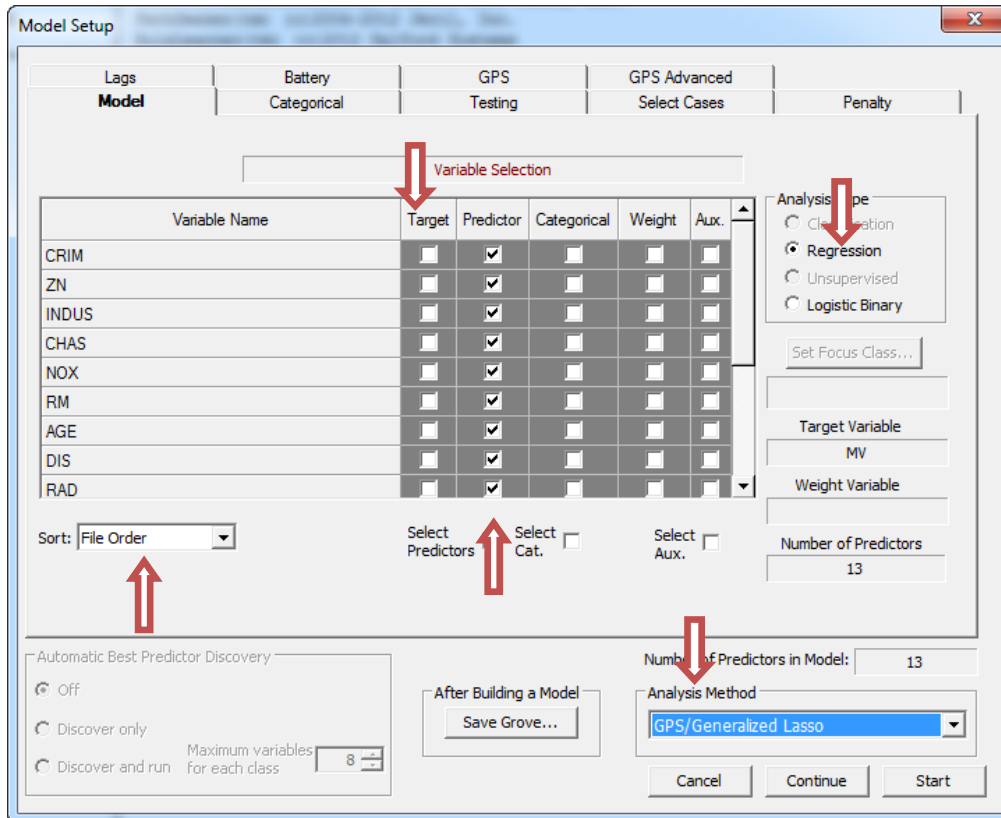 Model Setup
Lags Battery GPS GPS Advanced
Model Categorical Testing Select Cases Penalty
Variable Selection
Variable Name Target Predictor Categorical Weight Aux.
CRIM
ZN
INDUS
CHAS
NOX
RM
AGE
DIS
RAD
Sort: File Order
Select Predictors
Select Cat.
Select Aux.
Analysis Type
Classification
Regression
Unsupervised
Logistic Binary
Set Focus Class...
Target Variable
MV
Weight Variable
Number of Predictors
13
Automatic Best Predictor Discovery
Off
Discover only
Discover and run
Maximum variables
for each class 8
After Building a Model
Save Grove...
Number of Predictors in Model: 13
Analysis Method
GPS/Generalized Lasso
Cancel Continue Start